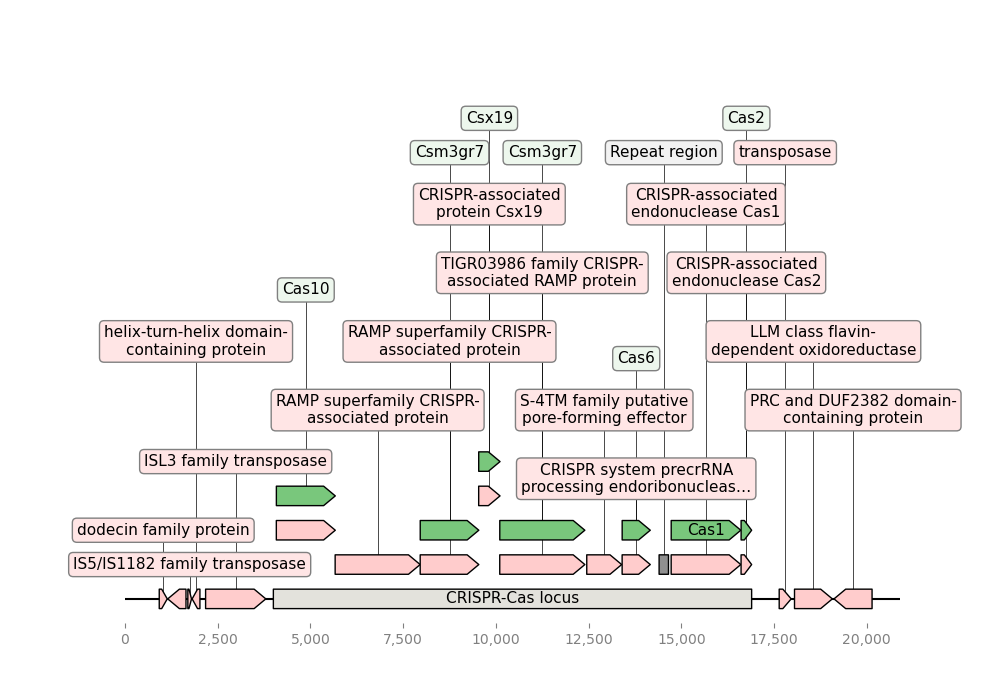 Csx19
Cas2
Csm3gr7
Csm3gr7
Repeat region
transposase
CRISPR-associated
protein Csx19
CRISPR-associated
endonuclease Cas1
TIGR03986 family CRISPR-
associated RAMP protein
CRISPR-associated
endonuclease Cas2
Cas10
helix-turn-helix domain-
containing protein
RAMP superfamily CRISPR-
associated protein
LLM class flavin-
dependent oxidoreductase
Cas6
RAMP superfamily CRISPR-
associated protein
S-4TM family putative
pore-forming effector
PRC and DUF2382 domain-
containing protein
ISL3 family transposase
CRISPR system precrRNA
processing endoribonucleas...
dodecin family protein
Cas1
IS5/IS1182 family transposase
CRISPR-Cas locus
0
2,500
5,000
7,500
10,000
12,500
15,000
17,500
20,000